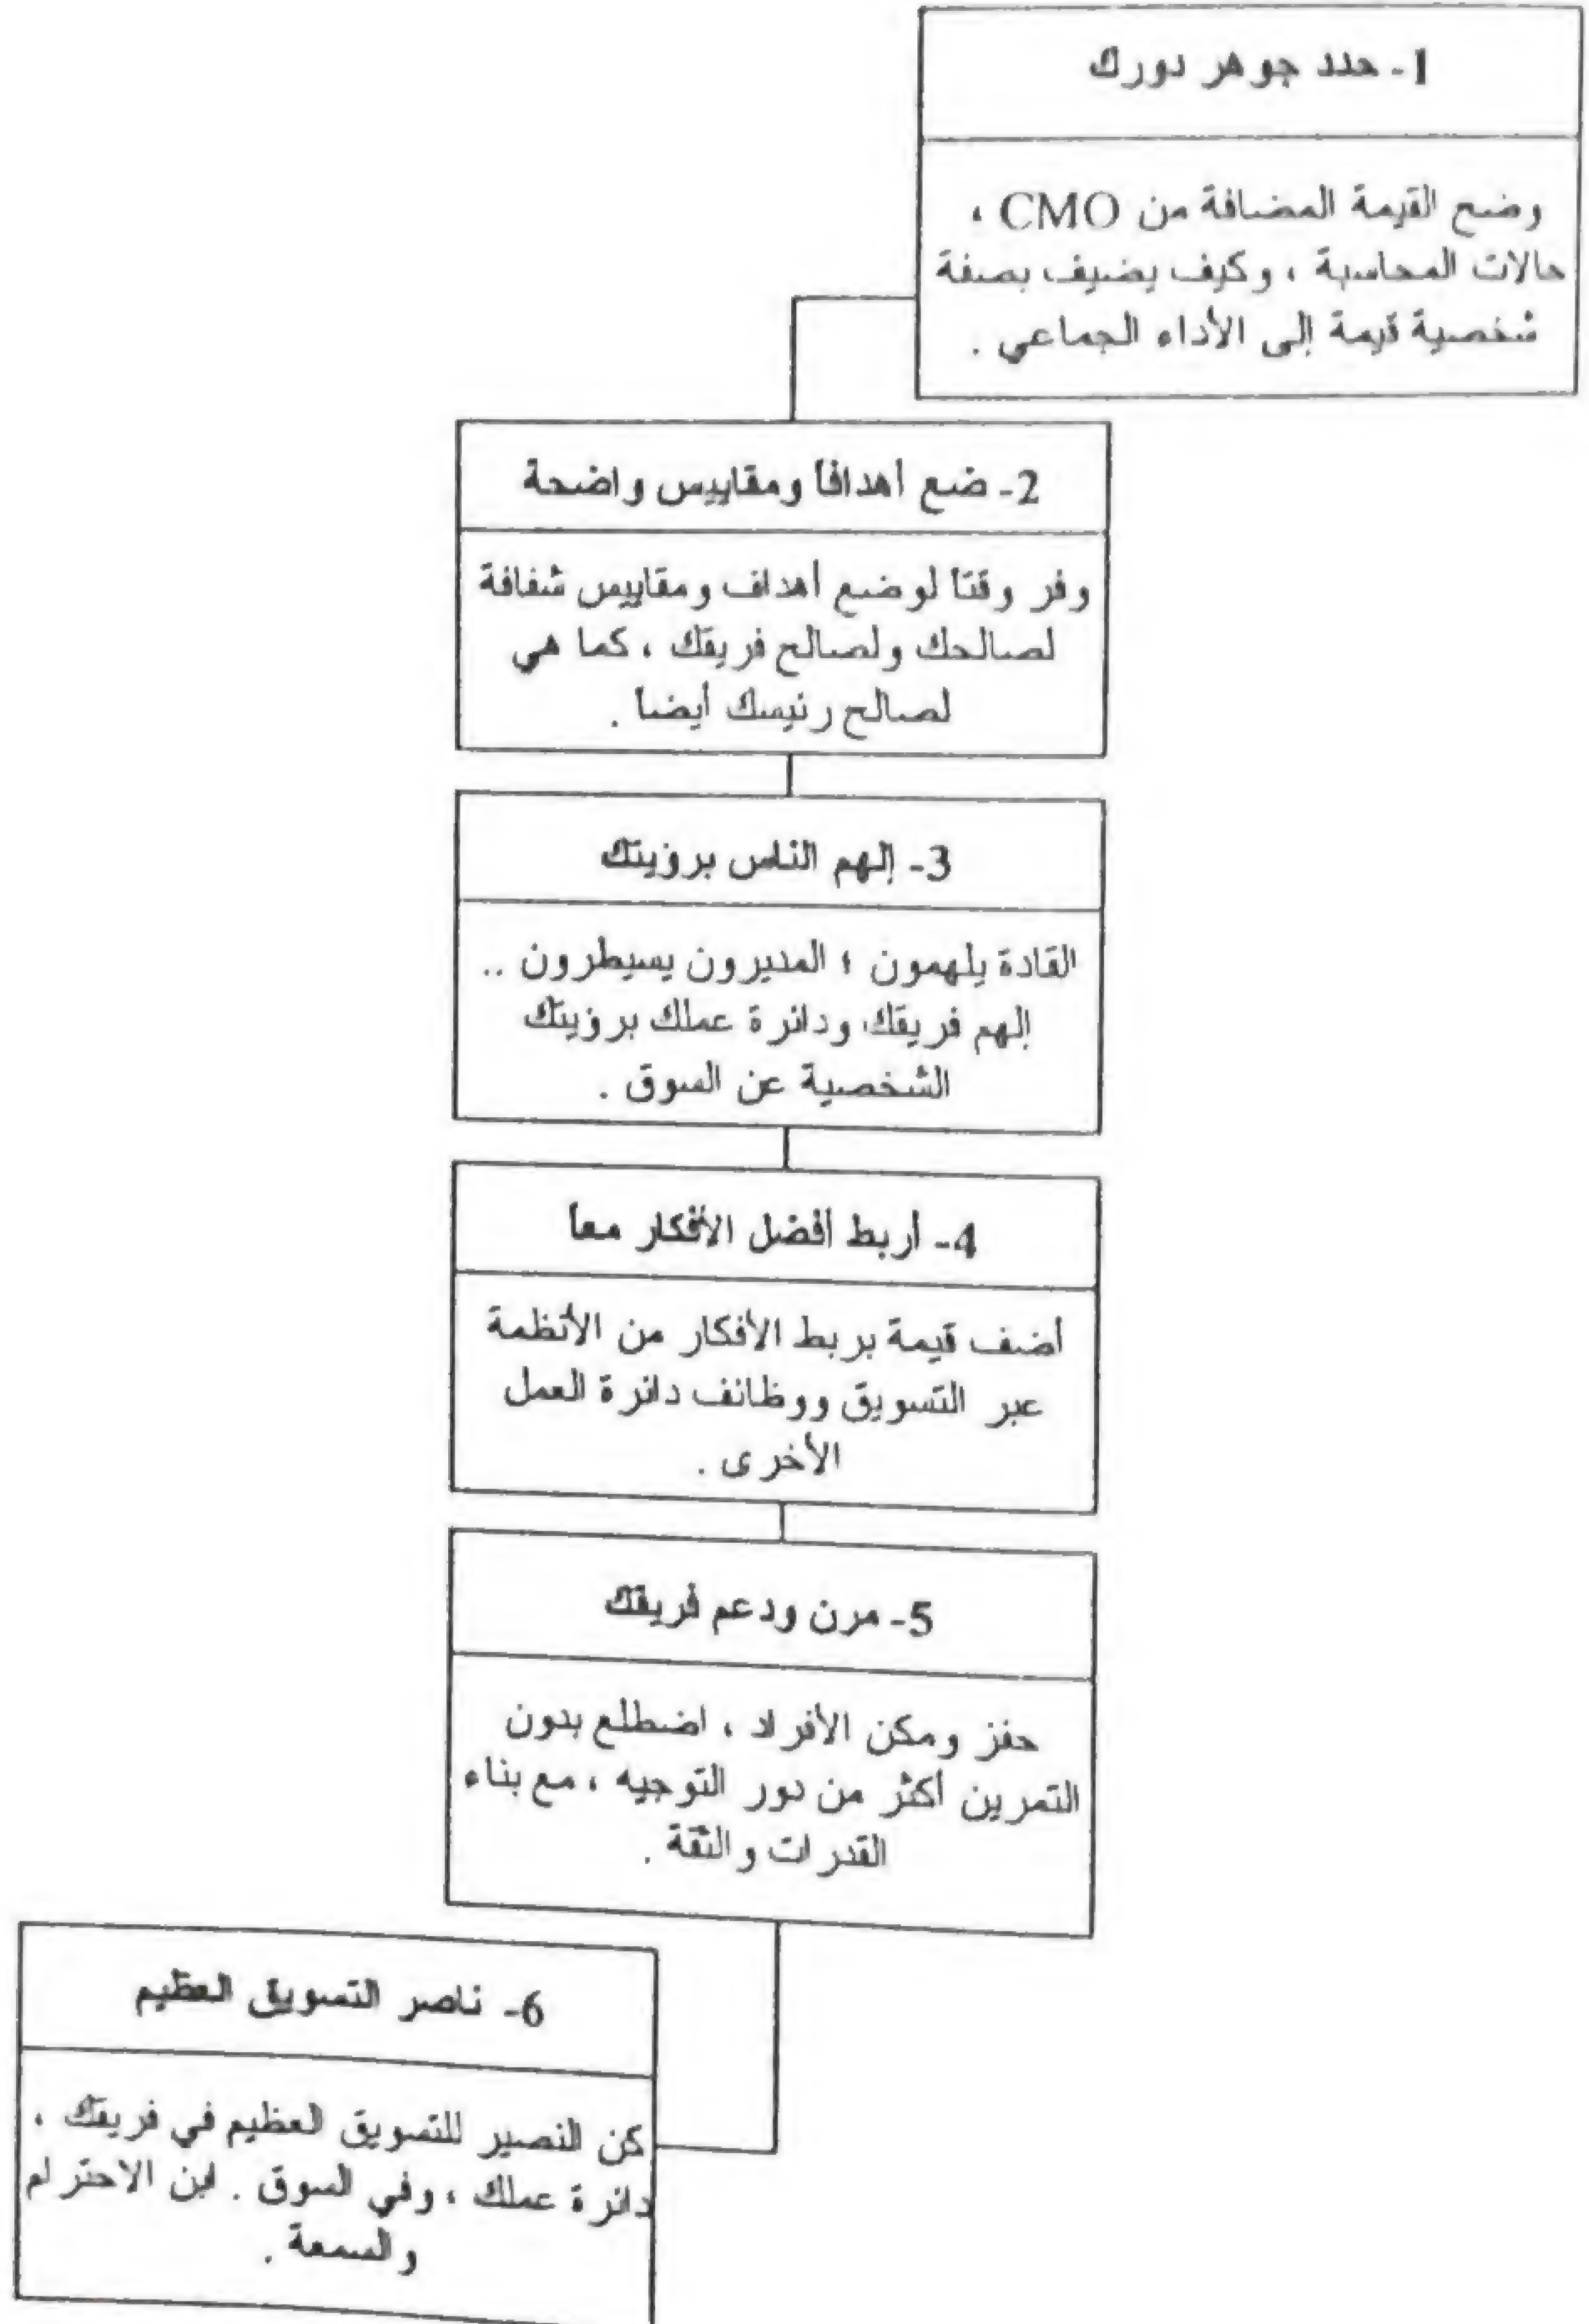 1- حدد جوهر دورك
وضع القيمة المضافة من CMO ،
حالات المحاسبة ، وكيف يضيف بصفة
شخصية قيمة إلى الأداء الجماعي .
2- ضع أهدافا ومقاييس واضحة
وفر وقتا لوضع أهداف ومقاييس شفافة
لصالحك ولصالح فريقك ، كما هي
لصالح رئيسك أيضا .
3- إلهم الناس برؤيتك
القادة يلهمون ؛ المديرون يسيطرون ..
إلهم فريقك ودائرة عملك برؤيتك
الشخصية عن السوق .
4- أربط أفضل الأفكار معا
أضف قيمة بربط الأفكار من الأنظمة
عبر التسويق ووظائف دائرة العمل
الأخرى .
5- مرن ودعم فريقك
حفز ومكن الأفراد ، اضطلع بدون
التمرين أكثر من دور التوجيه ، مع بناء
القدرات والثقة .
6- ناصر التسويق العظيم
كن النصير للتسويق العظيم في فريقك ،
دائرة عملك ، وفي السوق . ابن الاحترام
والسمعة .